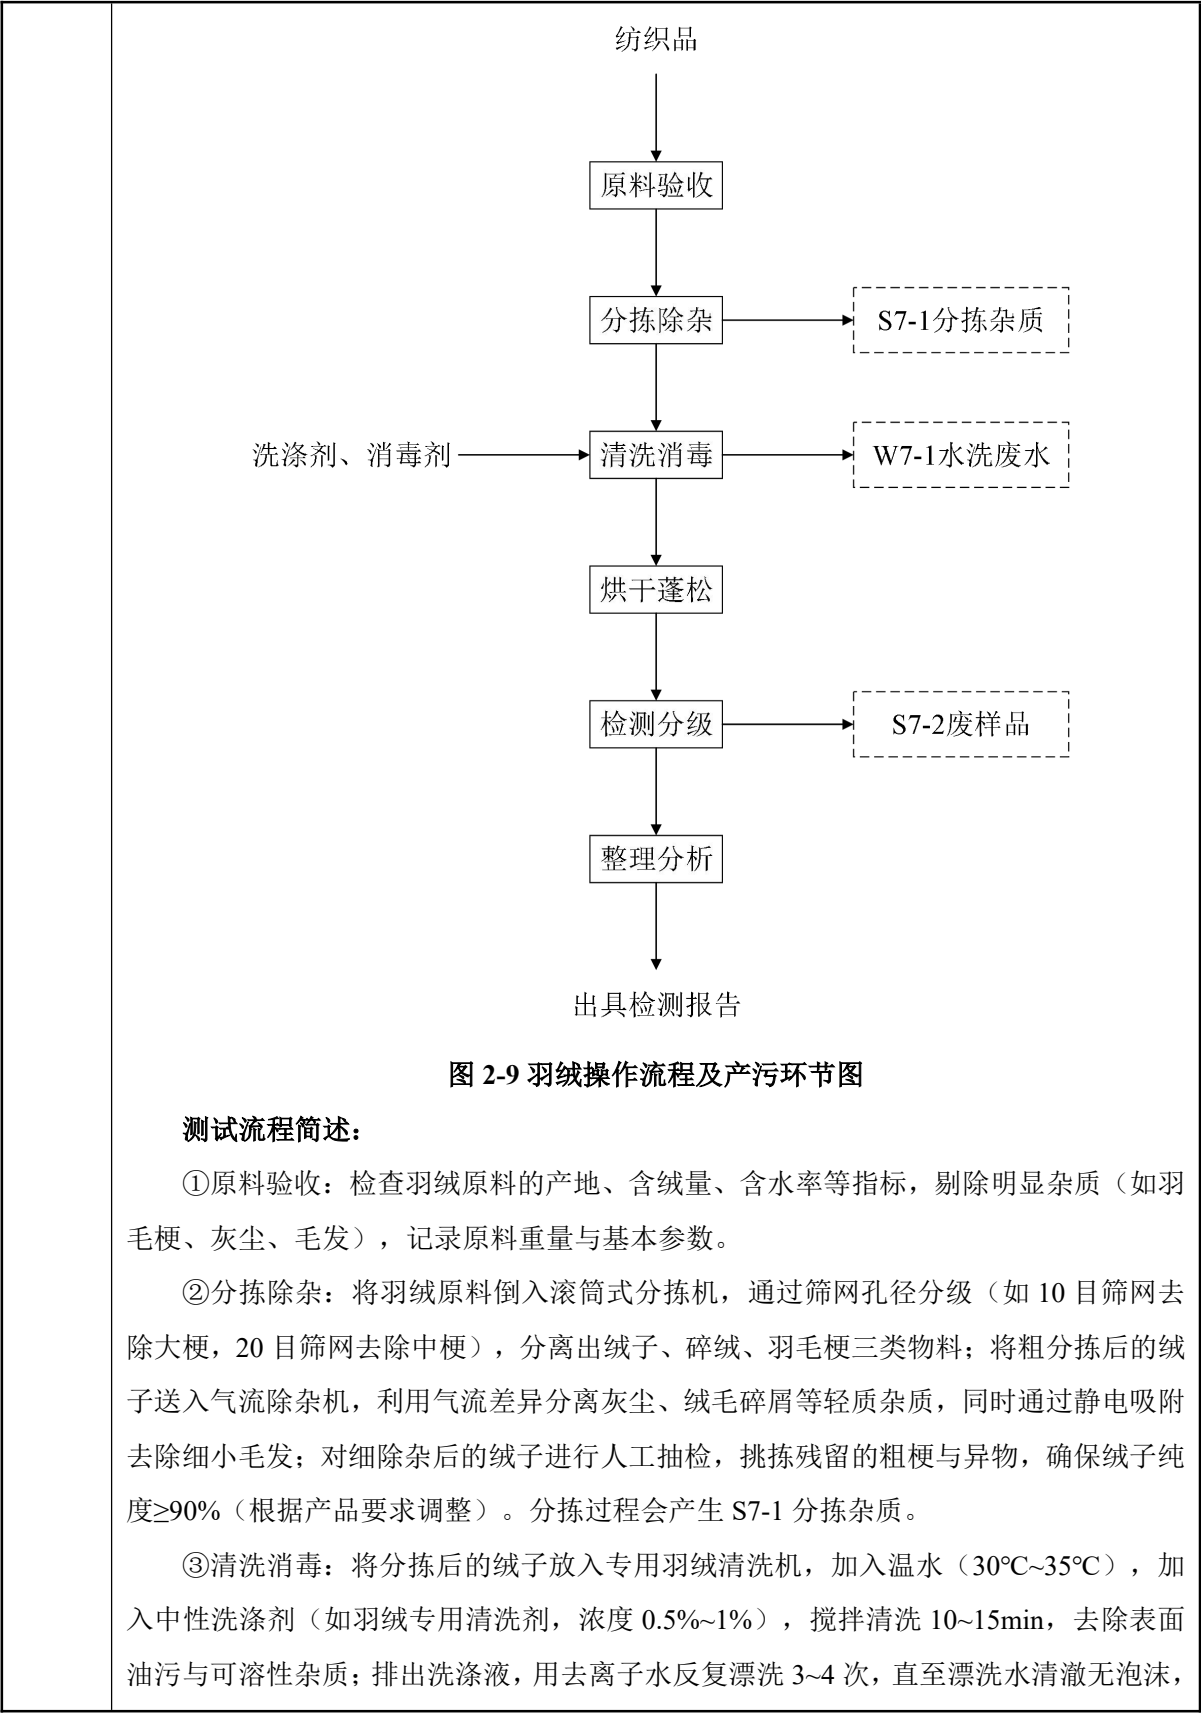 纺织品
原料验收
分拣除杂
S7-1分拣杂质
洗涤剂、消毒剂
清洗消毒
W7-1水洗废水
烘干蓬松
检测分级
S7-2废样品
整理分析
出具检测报告
图 2-9 羽绒操作流程及产污环节图
测试流程简述：
①原料验收：检查羽绒原料的产地、含绒量、含水率等指标，剔除明显杂质（如羽
毛梗、灰尘、毛发），记录原料重量与基本参数。
②分拣除杂：将羽绒原料倒入滚筒式分拣机，通过筛网孔径分级（如 10 目筛网去
除大梗，20 目筛网去除中梗），分离出绒子、碎绒、羽毛梗三类物料；将粗分拣后的绒
子送入气流除杂机，利用气流差异分离灰尘、绒毛碎屑等轻质杂质，同时通过静电吸附
去除细小毛发；对细除杂后的绒子进行人工抽检，挑拣残留的粗梗与异物，确保绒子纯
度≥90%（根据产品要求调整）。分拣过程会产生 S7-1 分拣杂质。
③清洗消毒：将分拣后的绒子放入专用羽绒清洗机，加入温水（30℃~35℃），加
入中性洗涤剂（如羽绒专用清洗剂，浓度 0.5%~1%），搅拌清洗 10~15min，去除表面
油污与可溶性杂质；排出洗涤液，用去离子水反复漂洗 3~4 次，直至漂洗水清澈无泡沫，